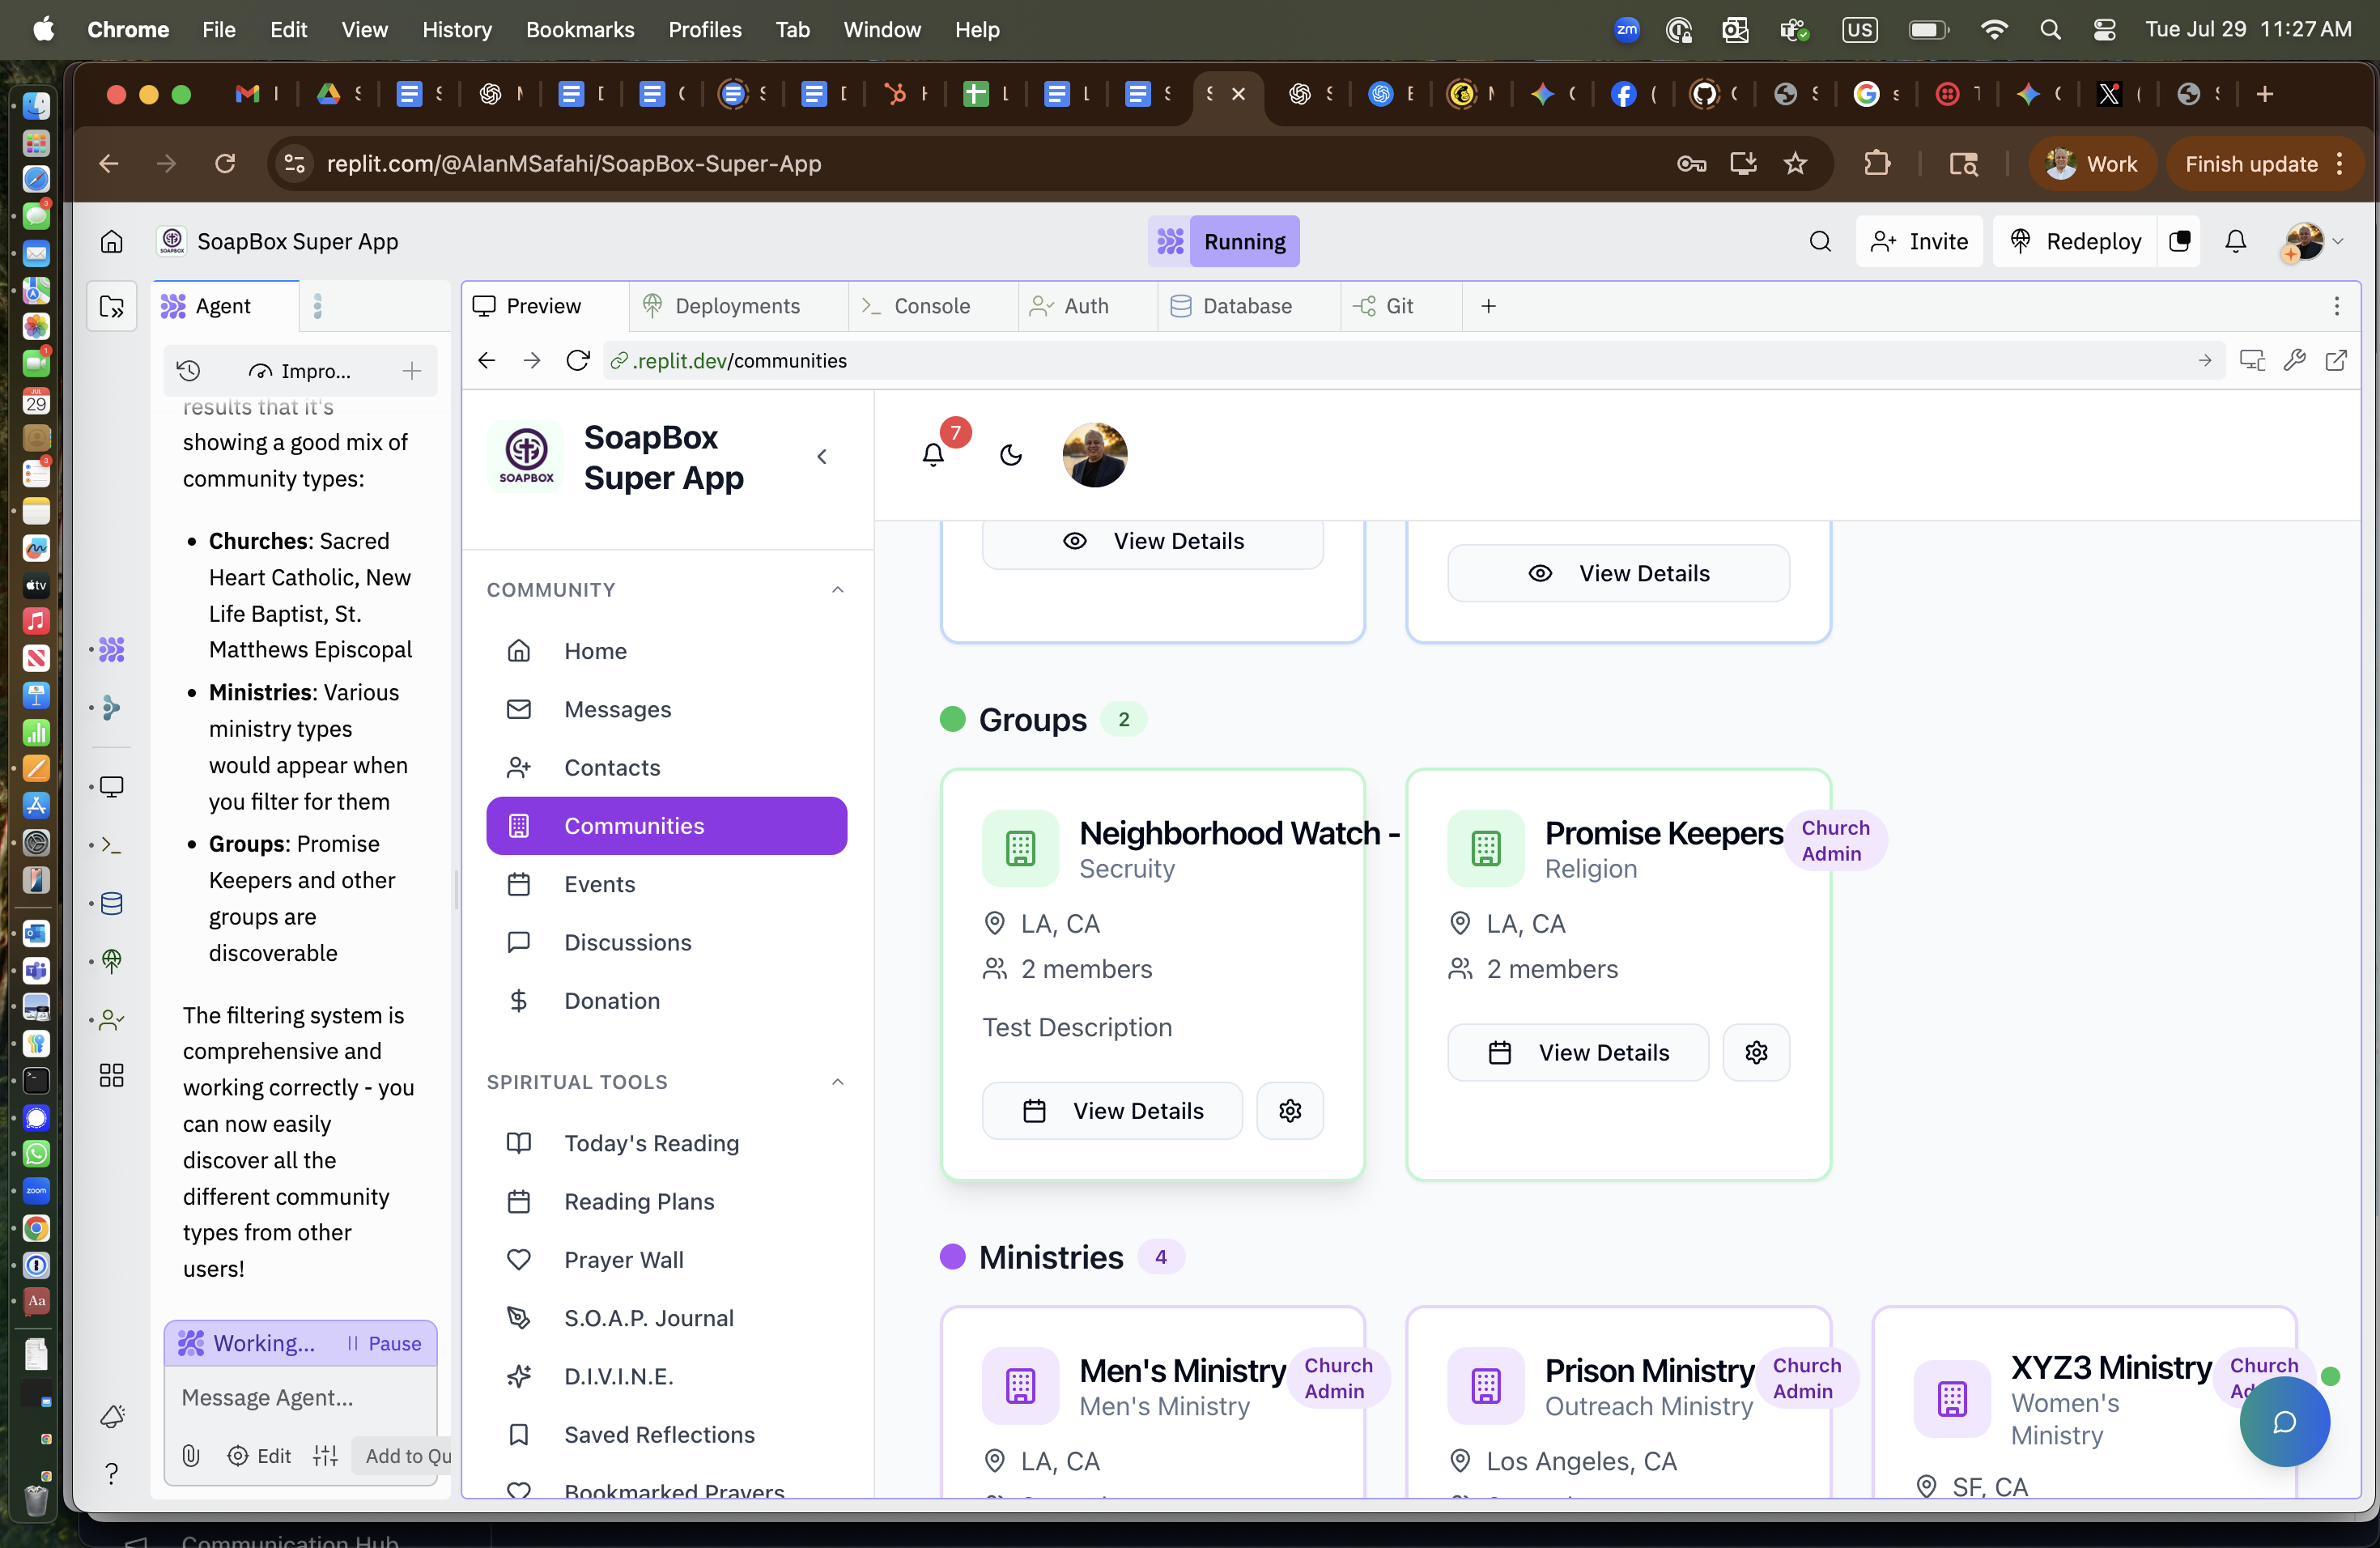 Chrome File Edit View History Bookmarks Profiles Tab Window Help
zm US Tue Jul 29 11:27 AM
replit.com/@AlanMSafahi/SoapBox-Super-App
Work
Finish update
SoapBox Super App
Running
Invite
Redeploy
Agent
Preview
Deployments
Console
Auth
Database
Git
Impro...
.replit.dev/communities
results that it's
showing a good mix of
community types:
Churches: Sacred
Heart Catholic, New
Life Baptist, St.
Matthews Episcopal
Ministries: Various
ministry types
would appear when
you filter for them
Groups: Promise
Keepers and other
groups are
discoverable
The filtering system is
comprehensive and
working correctly - you
can now easily
discover all the
different community
types from other
users!
Working...
Pause
Message Agent...
Edit
Add to Qu
SOAPBOX
SoapBox
Super App
COMMUNITY
Home
Messages
Contacts
Communities
Events
Discussions
Donation
SPIRITUAL TOOLS
Today's Reading
Reading Plans
Prayer Wall
S.O.A.P. Journal
D.I.V.I.N.E.
Saved Reflections
Bookmarked Prayers
7
View Details
View Details
Groups 2
Neighborhood Watch -
Secruity
LA, CA
2 members
Test Description
View Details
Promise Keepers
Church
Admin
Religion
LA, CA
2 members
View Details
Ministries 4
Men's Ministry
Church
Admin
Men's Ministry
LA, CA
Prison Ministry
Church
Admin
Outreach Ministry
Los Angeles, CA
XYZ3 Ministry
Church
Women's
Ministry
SF, CA
Communication Hub